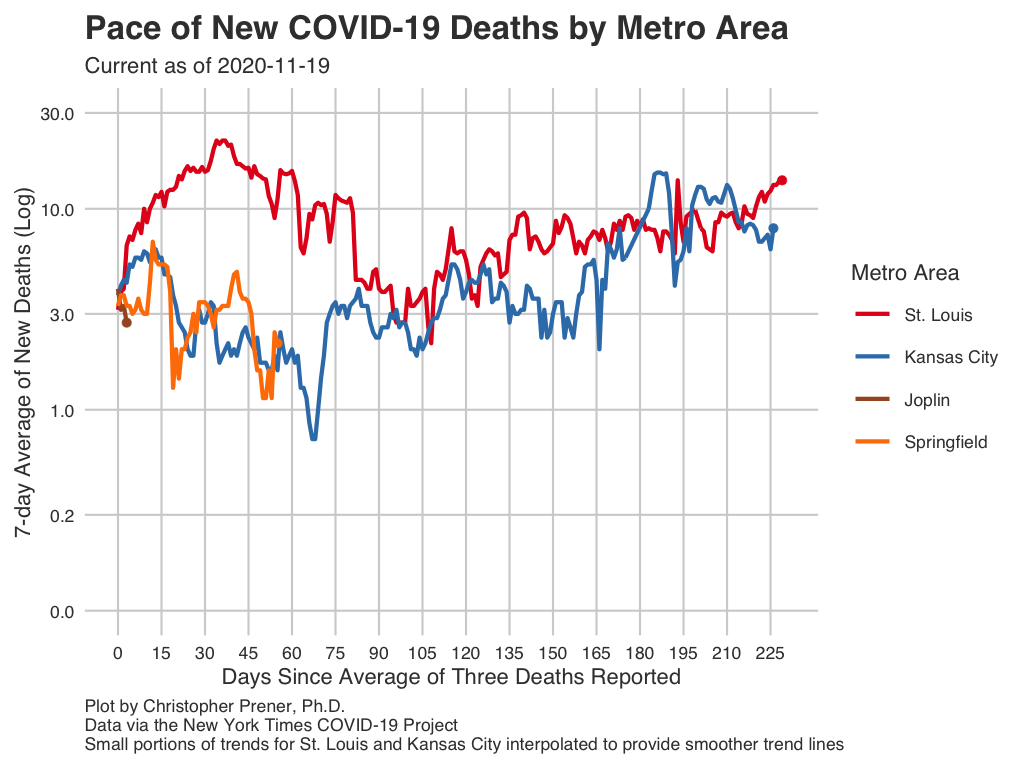 Pace of New COVID-19 Deaths by Metro Area
Current as of 2020-11-19
7-day Average of New Deaths (Log)
30.0
10.0
3.0
1.0
0.2
0.0
0 15 30 45 60 75 90 105 120 135 150 165 180 195 210 225
Days Since Average of Three Deaths Reported
Metro Area
St. Louis
Kansas City
Joplin
Springfield
Plot by Christopher Prener, Ph.D.
Data via the New York Times COVID-19 Project
Small portions of trends for St. Louis and Kansas City interpolated to provide smoother trend lines